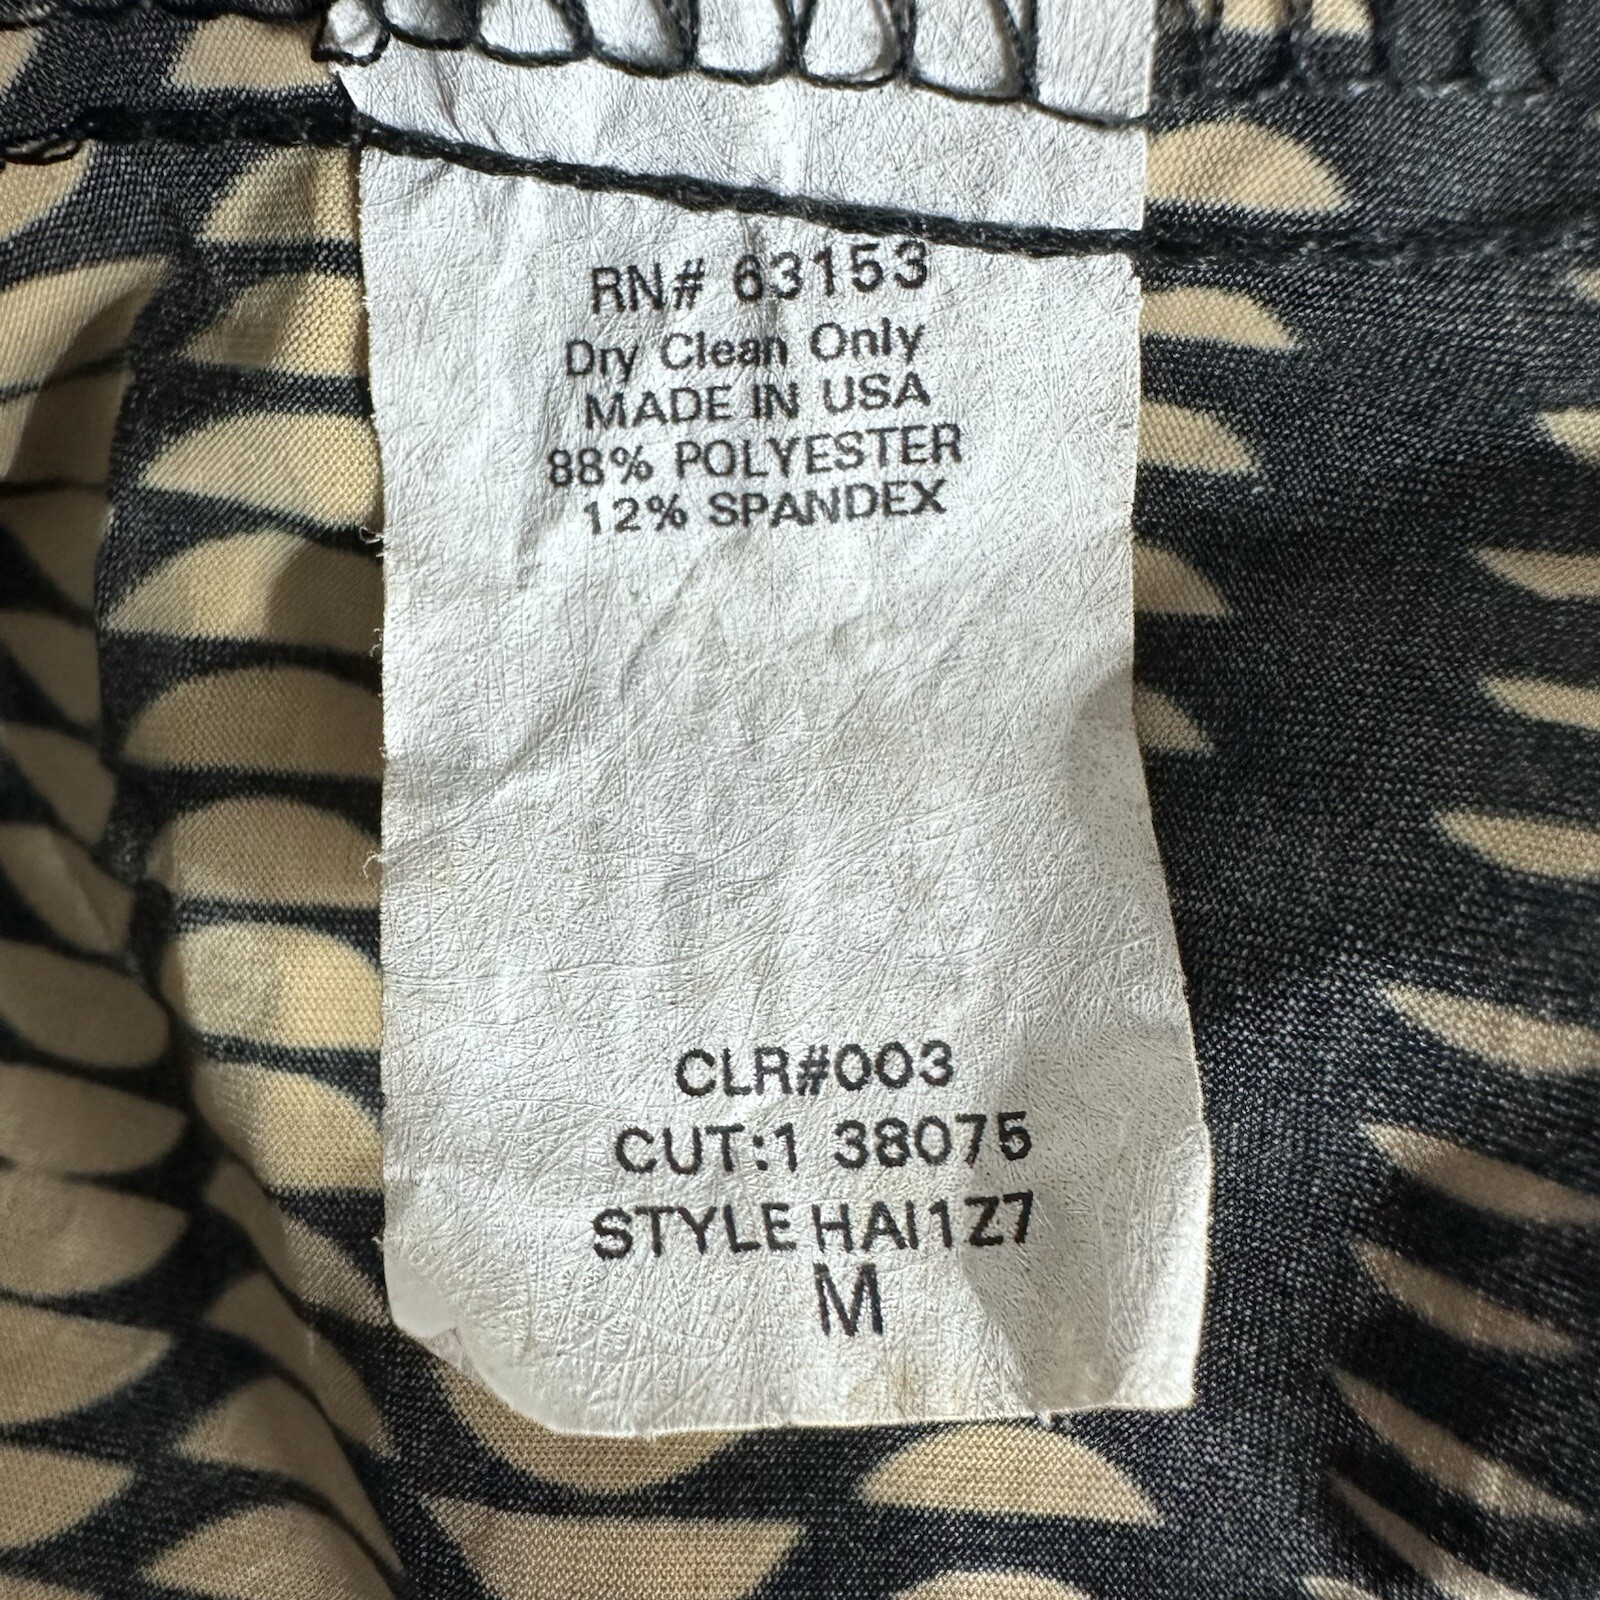 RN# 63153
Dry Clean Only
MADE IN USA
88% POLYESTER
12% SPANDEX
CLR#003
CUT:1 38075
STYLE HAI1Z7
M